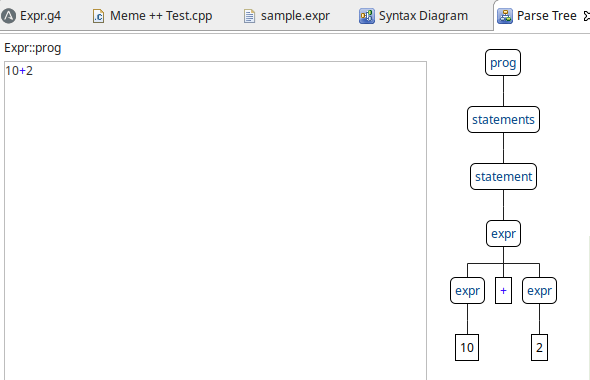 Expr.g4 Meme ++ Test.cpp sample.expr Syntax Diagram Parse Tree
Expr::prog
10+2
prog
statements
statement
expr
expr + expr
10 2